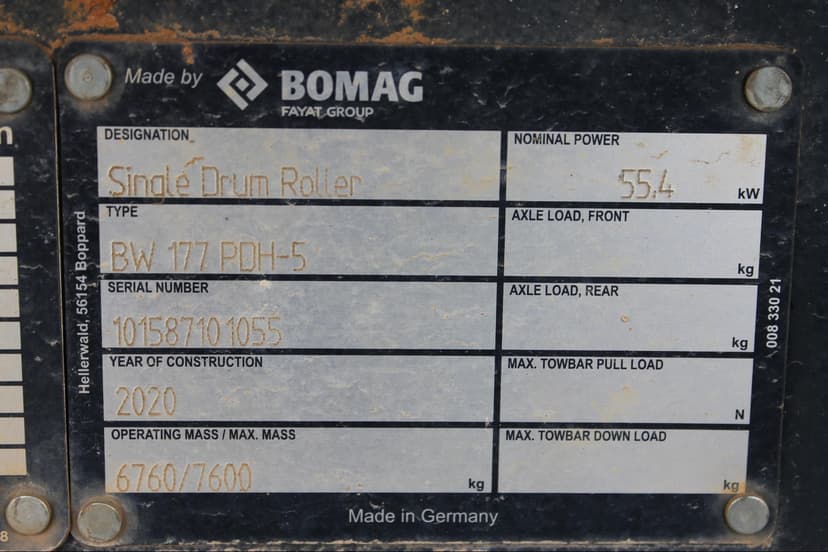 Made by BOMAG
FAYAT GROUP
DESIGNATION
Single Drum Roller
NOMINAL POWER
55.4 kW
TYPE
BW 177 PDH-5
AXLE LOAD, FRONT
kg
SERIAL NUMBER
101587101055
AXLE LOAD, REAR
kg
YEAR OF CONSTRUCTION
2020
MAX. TOWBAR PULL LOAD
N
OPERATING MASS / MAX. MASS
6760/7600 kg
MAX. TOWBAR DOWN LOAD
kg
Made in Germany
Hellerwald, 56154 Boppard
008 330 21
m
8